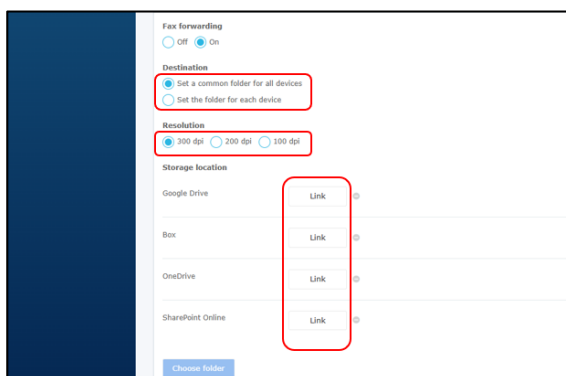 Fax forwarding
Off On
Destination
Set a common folder for all devices
Set the folder for each device
Resolution
300 dpi 200 dpi 100 dpi
Storage location
Google Drive Link
Box Link
OneDrive Link
SharePoint Online Link
Choose folder